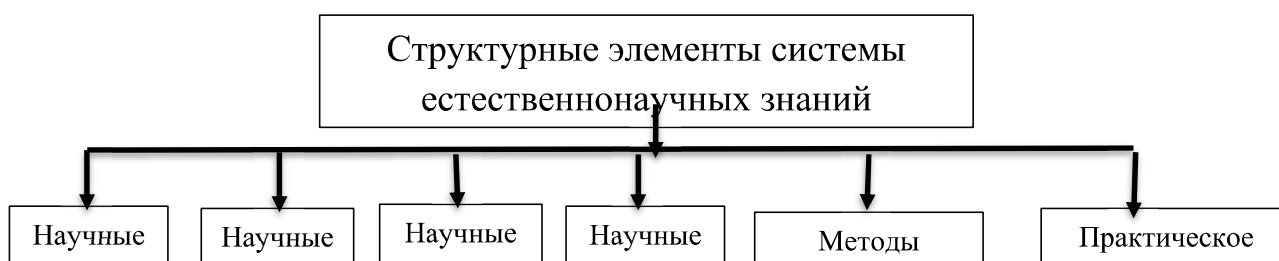 Структурные элементы системы
естественнонаучных знаний
Научные
Научные
Научные
Научные
Методы
Практическое